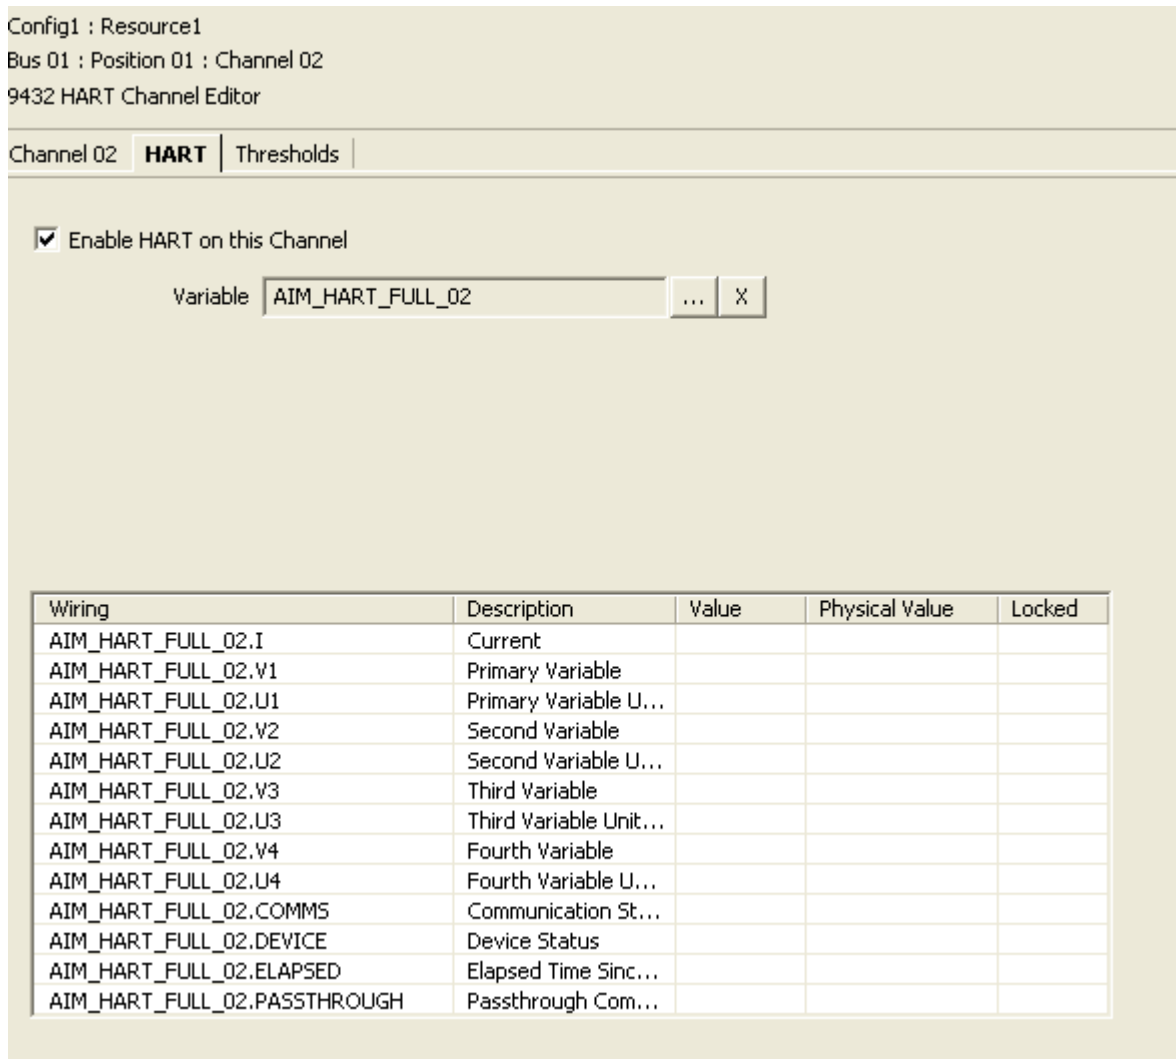 Config1 : Resource1
Bus 01 : Position 01 : Channel 02
9432 HART Channel Editor
Channel 02 HART Thresholds
Enable HART on this Channel
Variable AIM_HART_FULL_02 ... X
Wiring Description Value Physical Value Locked
AIM_HART_FULL_02.I Current
AIM_HART_FULL_02.V1 Primary Variable
AIM_HART_FULL_02.U1 Primary Variable U...
AIM_HART_FULL_02.V2 Second Variable
AIM_HART_FULL_02.U2 Second Variable U...
AIM_HART_FULL_02.V3 Third Variable
AIM_HART_FULL_02.U3 Third Variable Unit...
AIM_HART_FULL_02.V4 Fourth Variable
AIM_HART_FULL_02.U4 Fourth Variable U...
AIM_HART_FULL_02.COMMS Communication St...
AIM_HART_FULL_02.DEVICE Device Status
AIM_HART_FULL_02.ELAPSED Elapsed Time Sinc...
AIM_HART_FULL_02.PASSTHROUGH Passthrough Com...